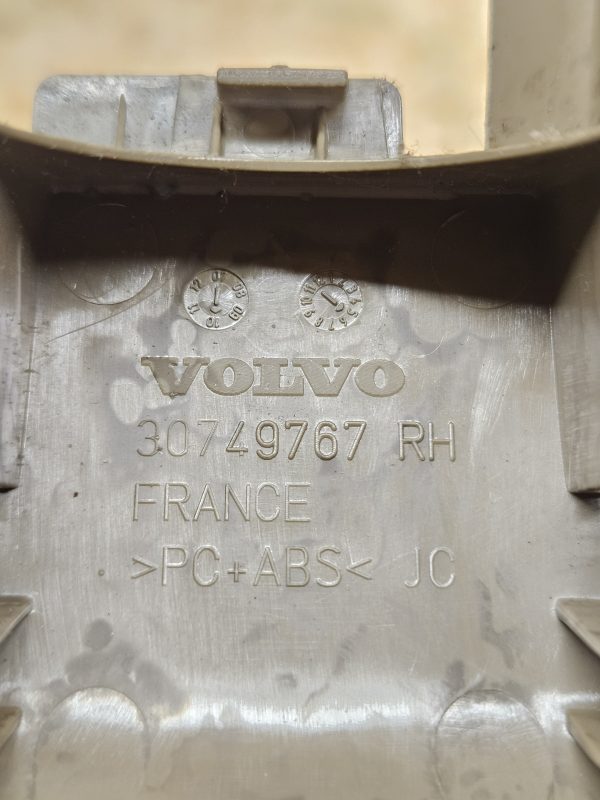 VOLVO
30749767 RH
FRANCE
>PC+ABS< JC